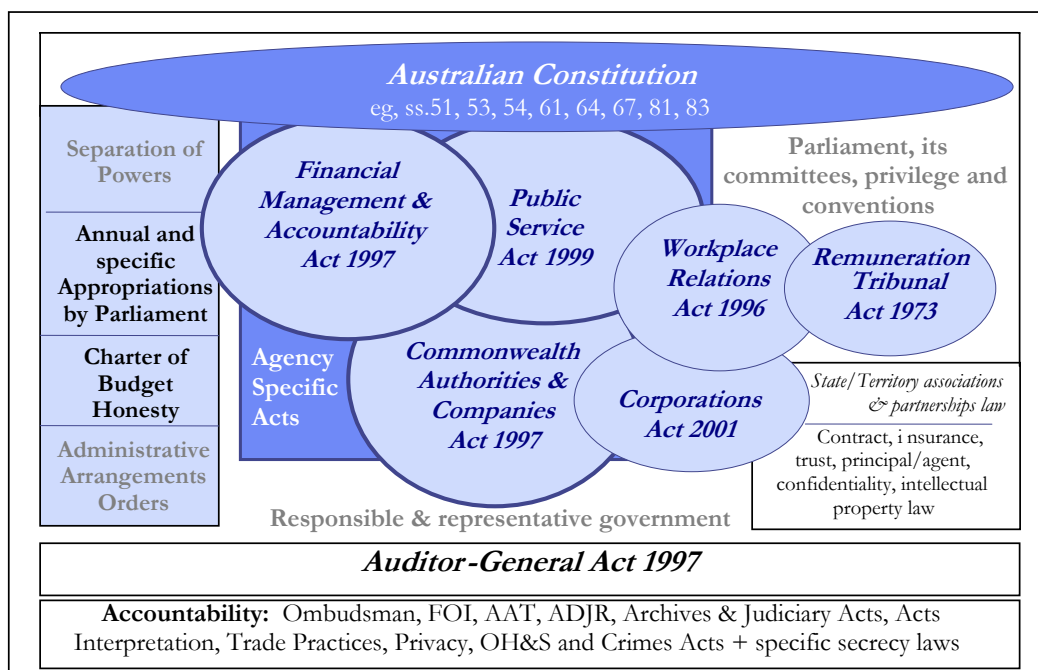 Australian Constitution
eg, ss.51, 53, 54, 61, 64, 67, 81, 83
Separation of
Powers
Annual and
specific
Appropriations
by Parliament
Charter of
Budget
Honesty
Administrative
Arrangements
Orders
Financial
Management &
Accountability
Act 1997
Public
Service
Act 1999
Parliament, its
committees, privilege and
conventions
Workplace
Relations
Act 1996
Remuneration
Tribunal
Act 1973
Agency
Specific
Acts
Commonwealth
Authorities &
Companies
Act 1997
Corporations
Act 2001
State/Territory associations
& partnerships law
Contract, i nsurance,
trust, principal/agent,
confidentiality, intellectual
property law
Responsible & representative government
Auditor-General Act 1997
Accountability: Ombudsman, FOI, AAT, ADJR, Archives & Judiciary Acts, Acts
Interpretation, Trade Practices, Privacy, OH&S and Crimes Acts + specific secrecy laws